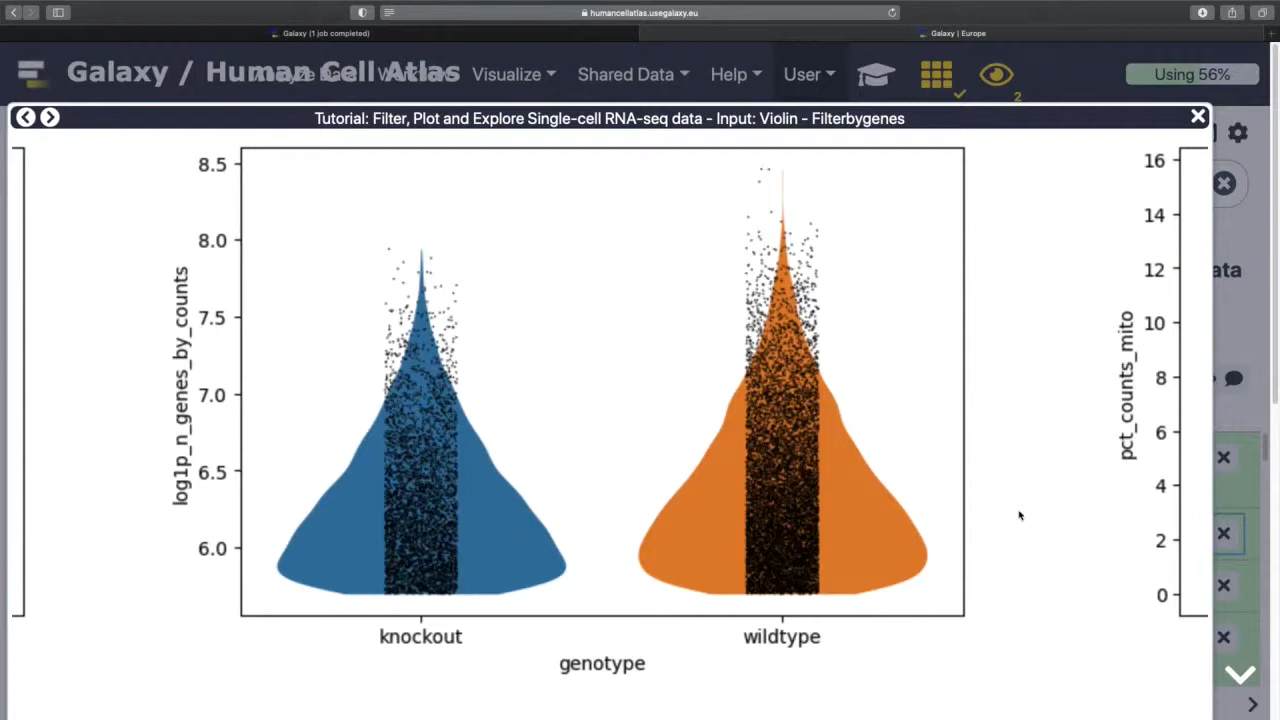 humancellatlas.usegalaxy.eu
Galaxy (1 job completed)
Galaxy | Europe
Galaxy / Human Cell Atlas
Visualize
Shared Data
Help
User
2
Using 56%
Tutorial: Filter, Plot and Explore Single-cell RNA-seq data - Input: Violin - Filterbygenes
8.5
8.0
7.5
7.0
6.5
6.0
log1p_n_genes_by_counts
knockout
wildtype
genotype
16
14
12
10
8
6
4
2
0
pct_counts_mito
ata